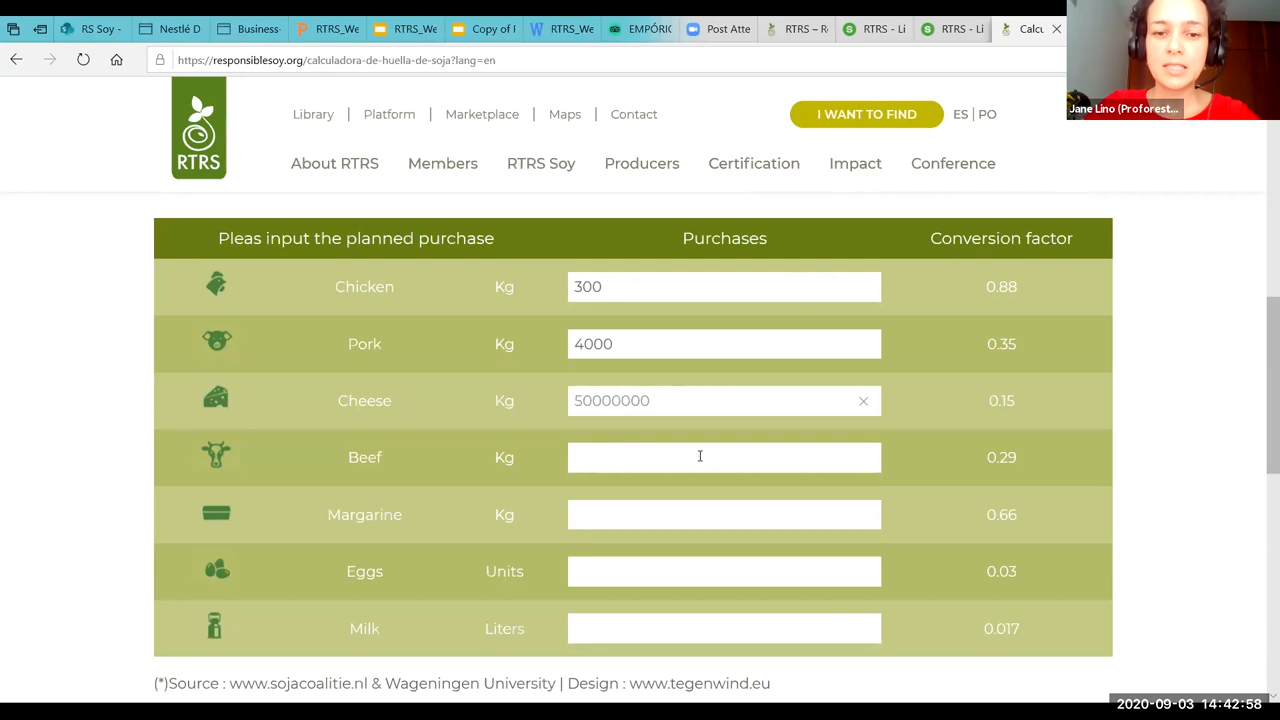 RS Soy -
Nestlé D
Business-
RTRS_We
RTRS_We
Copy of F
RTRS_We
EMPÓRIO
Post Atte
RTRS – R
RTRS - Li
RTRS - Li
Calcu
https://responsiblesoy.org/calculadora-de-huella-de-soja?lang=en
Jane Lino (Proforest...
RTRS
Library | Platform | Marketplace | Maps | Contact
I WANT TO FIND
ES | PO
About RTRS Members RTRS Soy Producers Certification Impact Conference
Pleas input the planned purchase Purchases Conversion factor
Chicken Kg 300 0.88
Pork Kg 4000 0.35
Cheese Kg 50000000 0.15
Beef Kg 0.29
Margarine Kg 0.66
Eggs Units 0.03
Milk Liters 0.017
(*)Source : www.sojacoalitie.nl & Wageningen University | Design : www.tegenwind.eu
2020-09-03 14:42:58